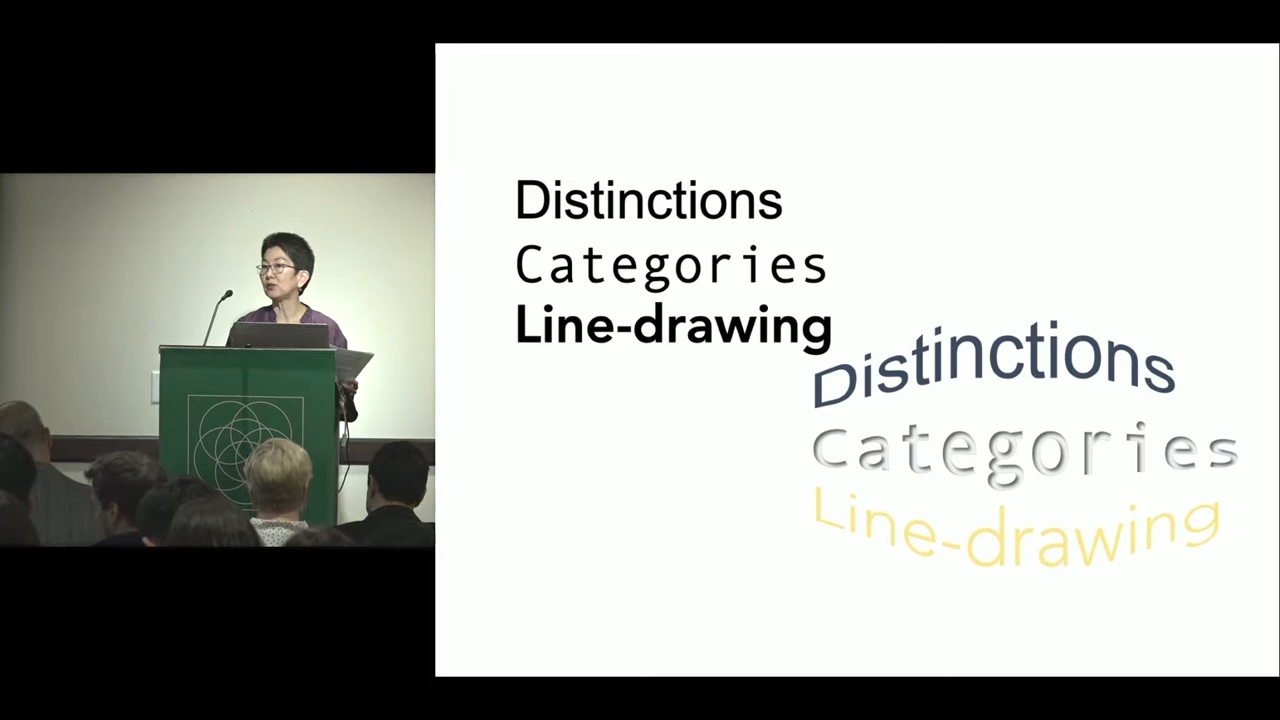 Distinctions
Categories
Line-drawing
Distinctions
Categories
Line-drawing